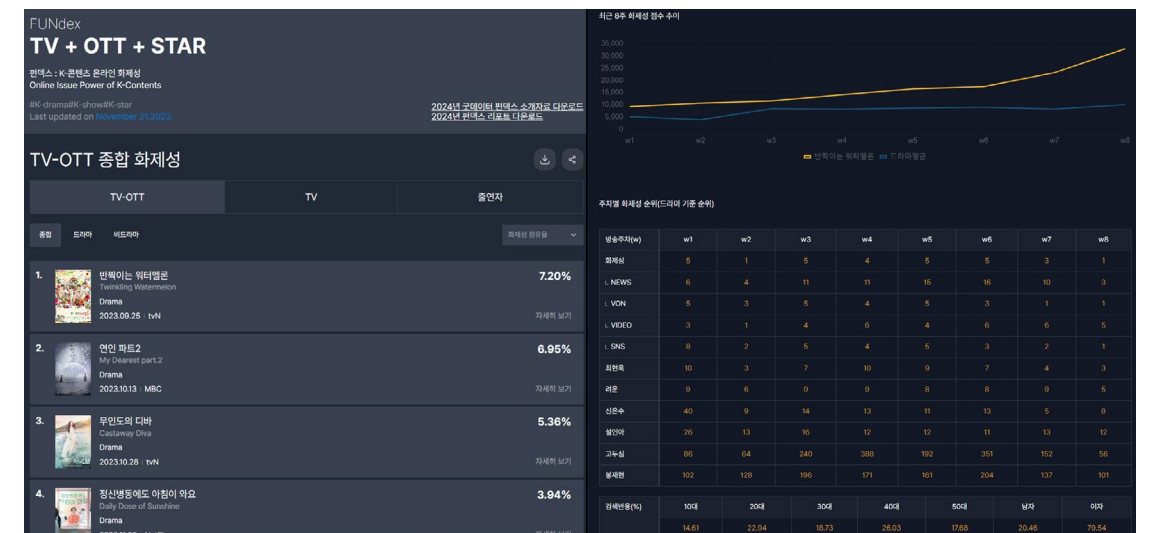 FUNdex
TV + OTT + STAR
펀덱스 : K-콘텐츠 온라인 화제성
Online Issue Power of K-Contents
#K-drama#K-show#K-star
Last updated on November 21.2023.
2024년 굿데이터 펀덱스 소개자료 다운로드
2024년 펀덱스 리포트 다운로드
TV-OTT 종합 화제성
TV-OTT TV 출연자
종합 드라마 비드라마
화제성 점유율
1. 반짝이는 워터멜론 7.20%
Twinkling Watermelon
Drama
2023.09.25 | tvN 자세히 보기
2. 연인 파트2 6.95%
My Dearest part.2
Drama
2023.10.13 | MBC 자세히 보기
3. 무인도의 디바 5.36%
Castaway Diva
Drama
2023.10.28 | tvN 자세히 보기
4. 정신병동에도 아침이 와요 3.94%
Daily Dose of Sunshine
Drama
최근 8주 화제성 점수 추이
35,000
30,000
25,000
20,000
15,000
10,000
5,000
0
w1 w2 w3 w4 w5 w6 w7 w8
반짝이는 워터멜론 드라마평균
주차별 화제성 순위(드라마 기준 순위)
방송주차(w) w1 w2 w3 w4 w5 w6 w7 w8
화제성 5 1 5 4 5 5 3 1
ㄴ NEWS 6 4 11 11 15 16 10 3
ㄴ VON 5 3 5 4 5 3 1 1
ㄴ VIDEO 3 1 4 6 4 6 6 5
ㄴ SNS 8 2 5 4 5 3 2 1
최현욱 10 3 7 10 9 7 4 3
려운 9 6 9 9 8 8 9 5
신은수 40 9 14 13 11 13 5 8
설인아 26 13 16 12 12 11 13 12
고두심 86 64 240 388 192 351 152 56
봉재현 102 128 196 171 161 204 137 101
검색반응(%) 10대 20대 30대 40대 50대 남자 여자
14.61 22.94 18.73 26.03 17.68 20.46 79.54